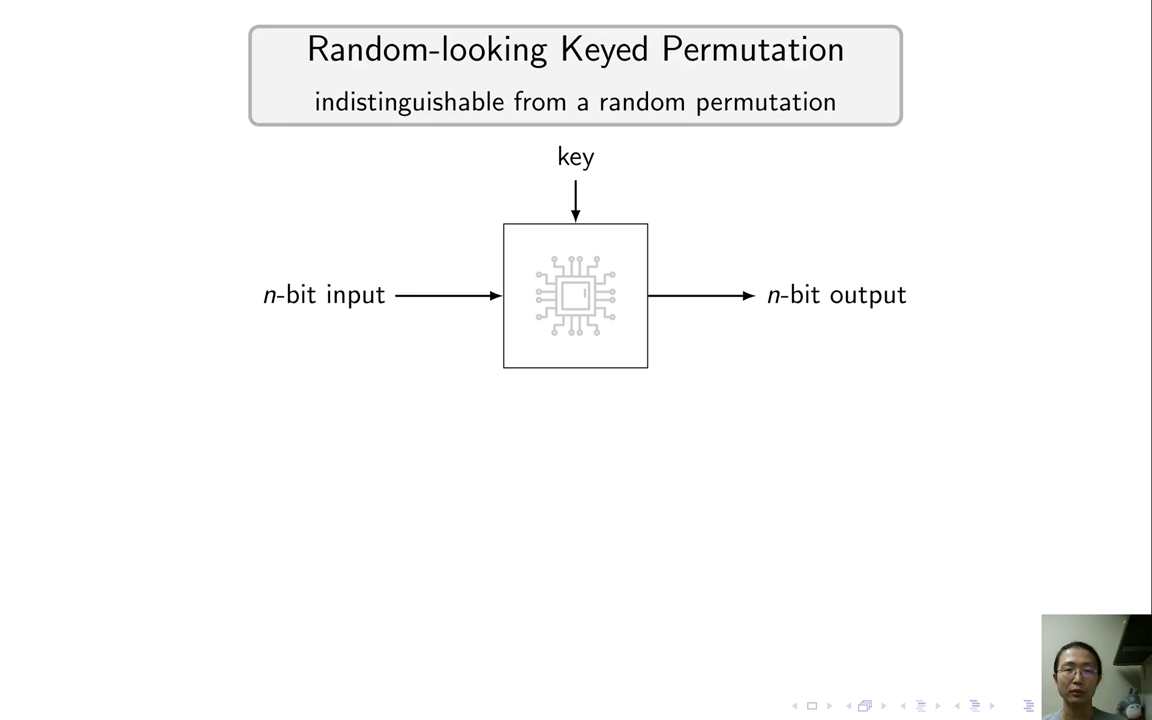 Random-looking Keyed Permutation
indistinguishable from a random permutation
key
n-bit input
n-bit output